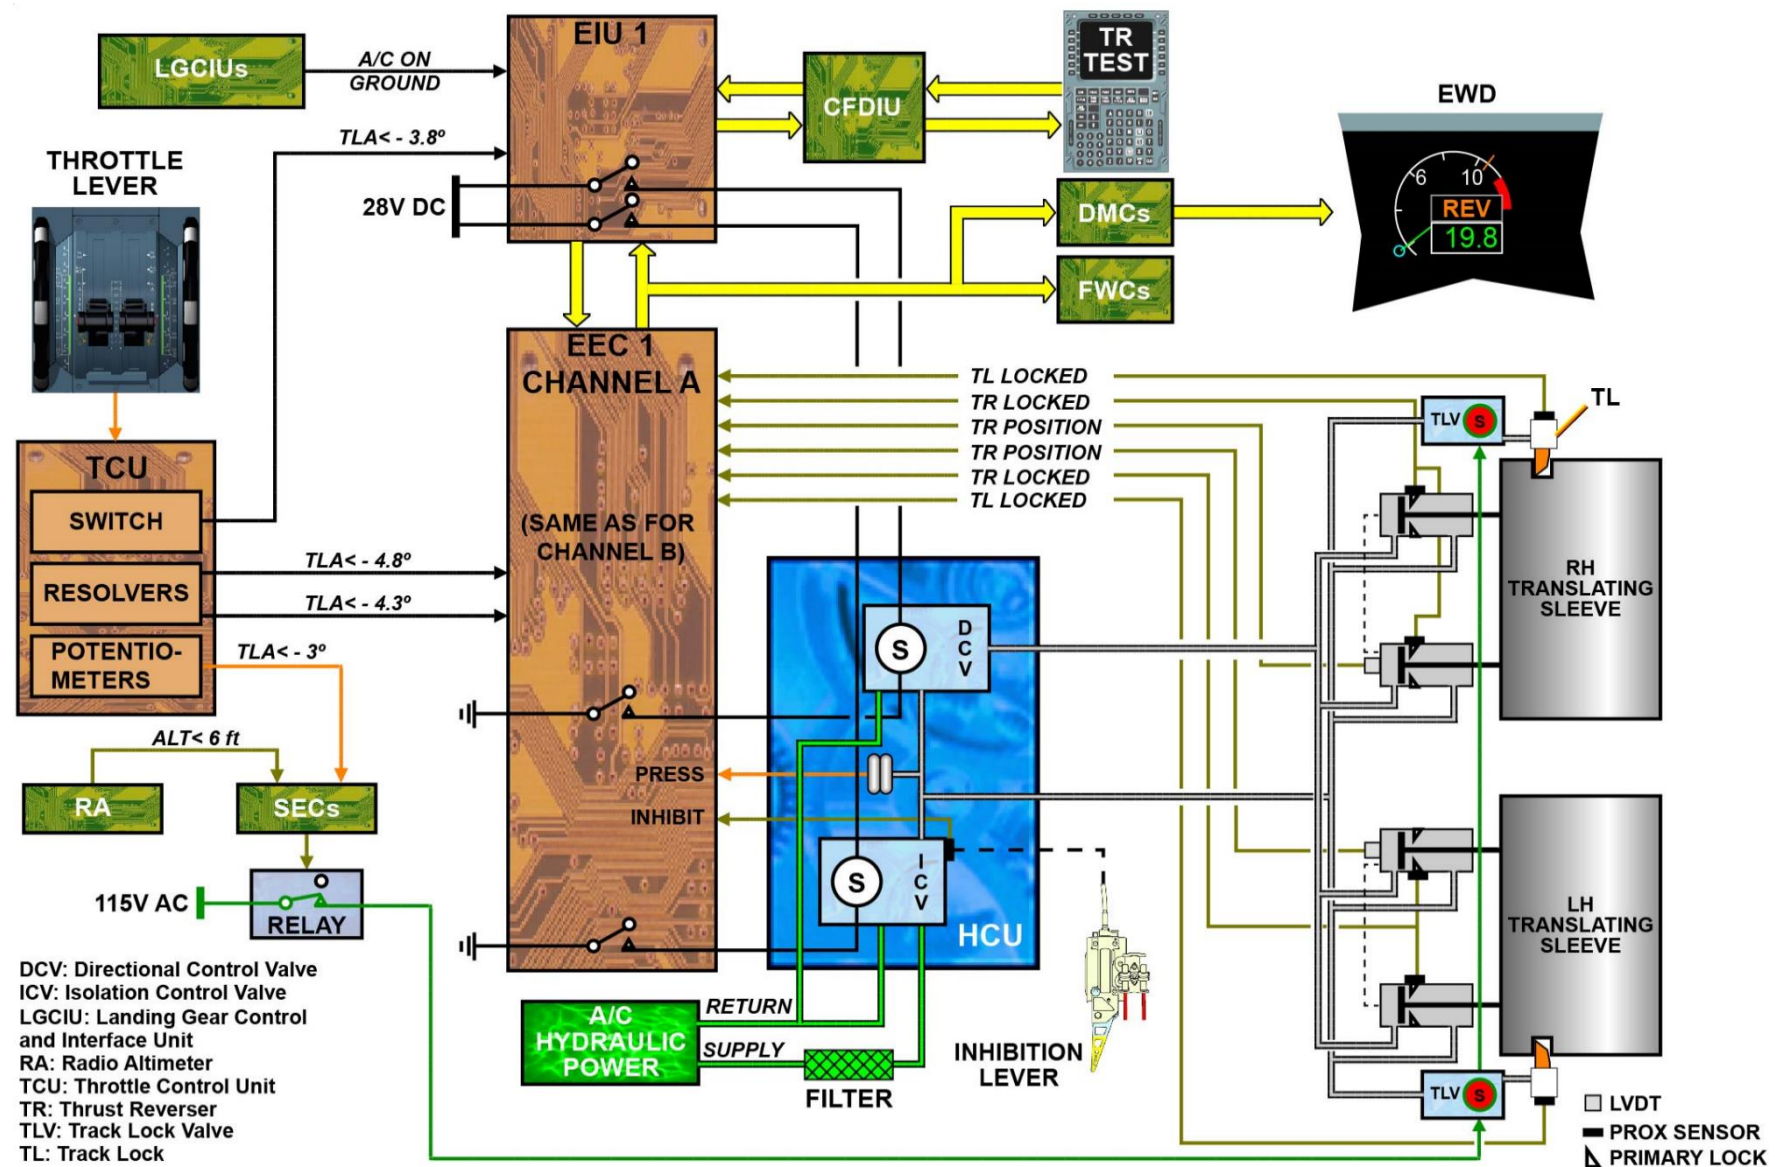 EIU 1
LGCIUs
A/C ON
GROUND
TLA< - 3.8º
28V DC
CFDIU
TR
TEST
DMCs
FWCs
EWD
6
10
REV
19.8
THROTTLE
LEVER
TCU
SWITCH
RESOLVERS
POTENTIO-
METERS
TLA< - 4.8º
TLA< - 4.3º
TLA< - 3º
ALT< 6 ft
RA
SECs
115V AC
RELAY
EEC 1
CHANNEL A
(SAME AS FOR
CHANNEL B)
PRESS
INHIBIT
TL LOCKED
TR LOCKED
TR POSITION
TR POSITION
TR LOCKED
TL LOCKED
S
D
C
V
S
I
C
V
HCU
A/C
HYDRAULIC
POWER
RETURN
SUPPLY
FILTER
INHIBITION
LEVER
TLV
S
TL
RH
TRANSLATING
SLEEVE
LH
TRANSLATING
SLEEVE
TLV
S
LVDT
PROX SENSOR
PRIMARY LOCK
DCV: Directional Control Valve
ICV: Isolation Control Valve
LGCIU: Landing Gear Control
and Interface Unit
RA: Radio Altimeter
TCU: Throttle Control Unit
TR: Thrust Reverser
TLV: Track Lock Valve
TL: Track Lock